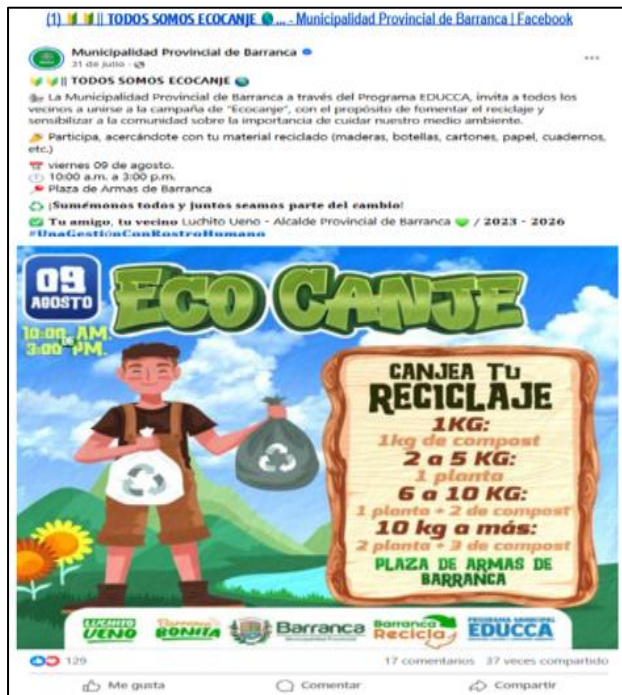 (1) 🔰 🔰|| TODOS SOMOS ECOCANJE 🌎... - Municipalidad Provincial de Barranca | Facebook
Municipalidad Provincial de Barranca
31 de julio
|| TODOS SOMOS ECOCANJE 🌎
La Municipalidad Provincial de Barranca a través del Programa EDUCCA, invita a todos los
vecinos a unirse a la campaña de "Ecocanje", con el propósito de fomentar el reciclaje y
sensibilizar a la comunidad sobre la importancia de cuidar nuestro medio ambiente.
Participa, acercándote con tu material reciclado (maderas, botellas, cartones, papel, cuadernos,
etc.)
viernes 09 de agosto.
10:00 a.m. a 3:00 p.m.
Plaza de Armas de Barranca
¡Sumémonos todos y juntos seamos parte del cambio!
Tu amigo, tu vecino Luchito Ueno - Alcalde Provincial de Barranca 💚 / 2023 - 2026
#UnaGestiónConRostroHumano
09
AGOSTO
10:00 AM.
DE
3:00 PM.
ECO CANJE
CANJEA TU
RECICLAJE
1KG:
1kg de compost
2 a 5 KG:
1 planta
6 a 10 KG:
1 planta + 2 de compost
10 kg a más:
2 planta + 3 de compost
PLAZA DE ARMAS DE
BARRANCA
LUCHITO
UENO
Barranca
BONITA
Barranca
Municipalidad Provincial
Barranca
Recicla
PROGRAMA MUNICIPAL
EDUCCA
129
17 comentarios 37 veces compartido
Me gusta
Comentar
Compartir